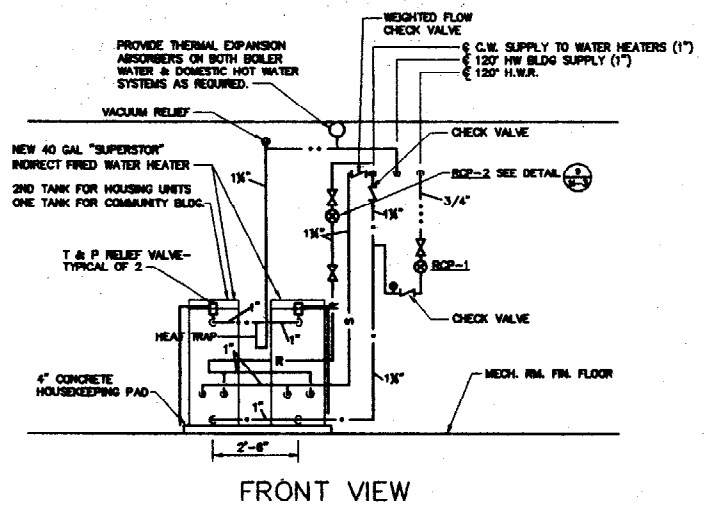 WEIGHTED FLOW
CHECK VALVE
PROVIDE THERMAL EXPANSION
ABSORBERS ON BOTH BOILER
WATER & DOMESTIC HOT WATER
SYSTEMS AS REQUIRED.
C.W. SUPPLY TO WATER HEATERS (1")
120° HW BLDG SUPPLY (1")
120° H.W.R.
VACUUM RELIEF
CHECK VALVE
NEW 40 GAL "SUPERSTOR"
INDIRECT FIRED WATER HEATER
RCP-2 SEE DETAIL
2ND TANK FOR HOUSING UNITS
ONE TANK FOR COMMUNITY BLDG.
1¼"
3/4"
1¼"
1¼"
T & P RELIEF VALVE-
TYPICAL OF 2
RCP-1
1"
1"
HEAT TRAP
S
CHECK VALVE
1"
R
4" CONCRETE
HOUSEKEEPING PAD
1¼"
MECH. RM. FIN. FLOOR
1"
2'-6"
FRONT VIEW